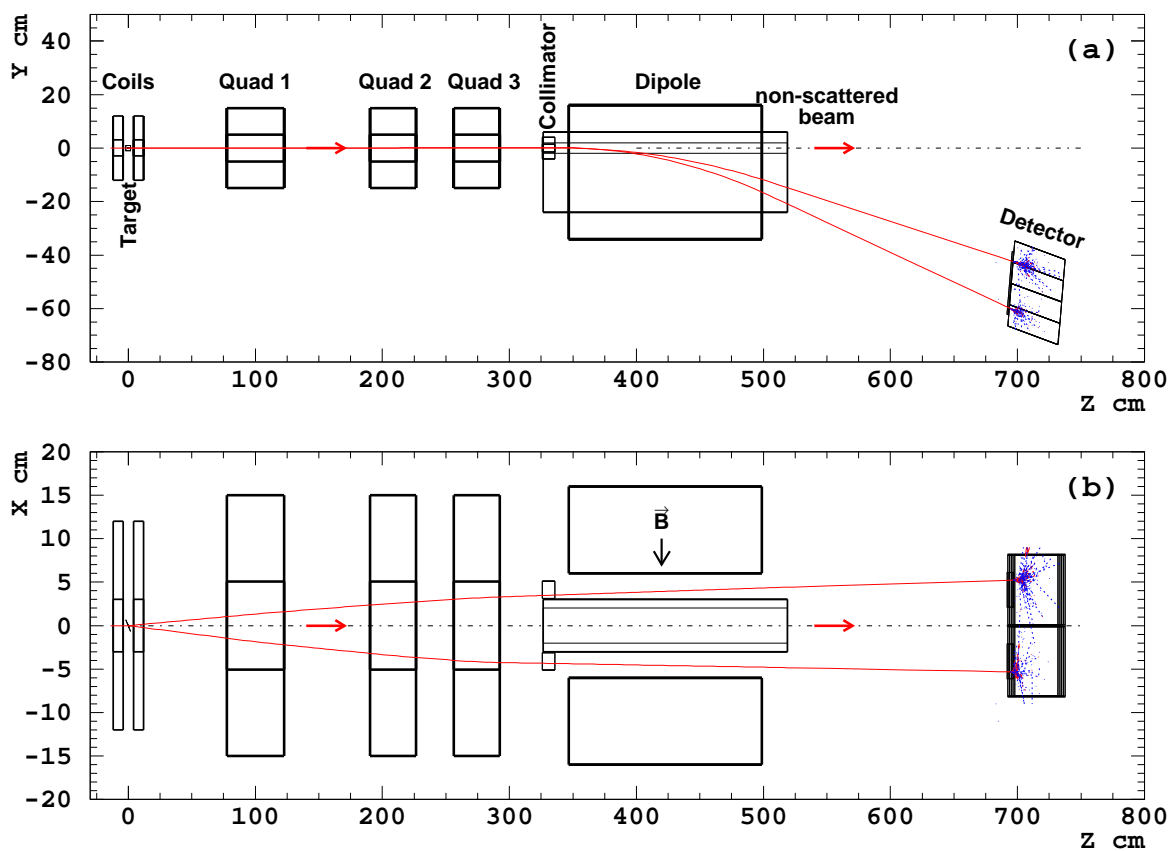 (a)
Y cm
40
20
0
-20
-40
-60
-80
Coils
Quad 1
Quad 2
Quad 3
Collimator
Dipole
non-scattered
beam
Target
Detector
0
100
200
300
400
500
600
700
800
Z cm
(b)
X cm
20
15
10
5
0
-5
-10
-15
-20
B
0
100
200
300
400
500
600
700
800
Z cm